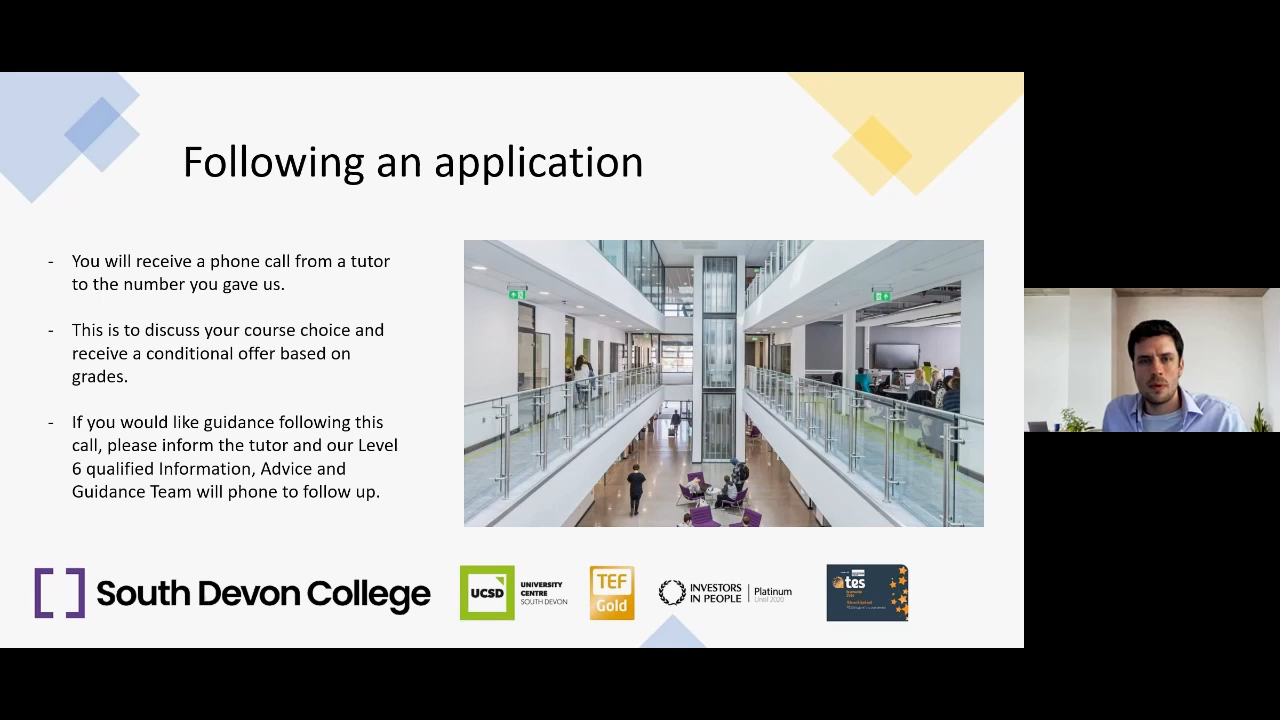 Following an application
- You will receive a phone call from a tutor
to the number you gave us.
- This is to discuss your course choice and
receive a conditional offer based on
grades.
- If you would like guidance following this
call, please inform the tutor and our Level
6 qualified Information, Advice and
Guidance Team will phone to follow up.
South Devon College
UCSD
UNIVERSITY
CENTRE
SOUTH DEVON
TEF
Gold
INVESTORS
IN PEOPLE
Platinum
Until 2020
tes